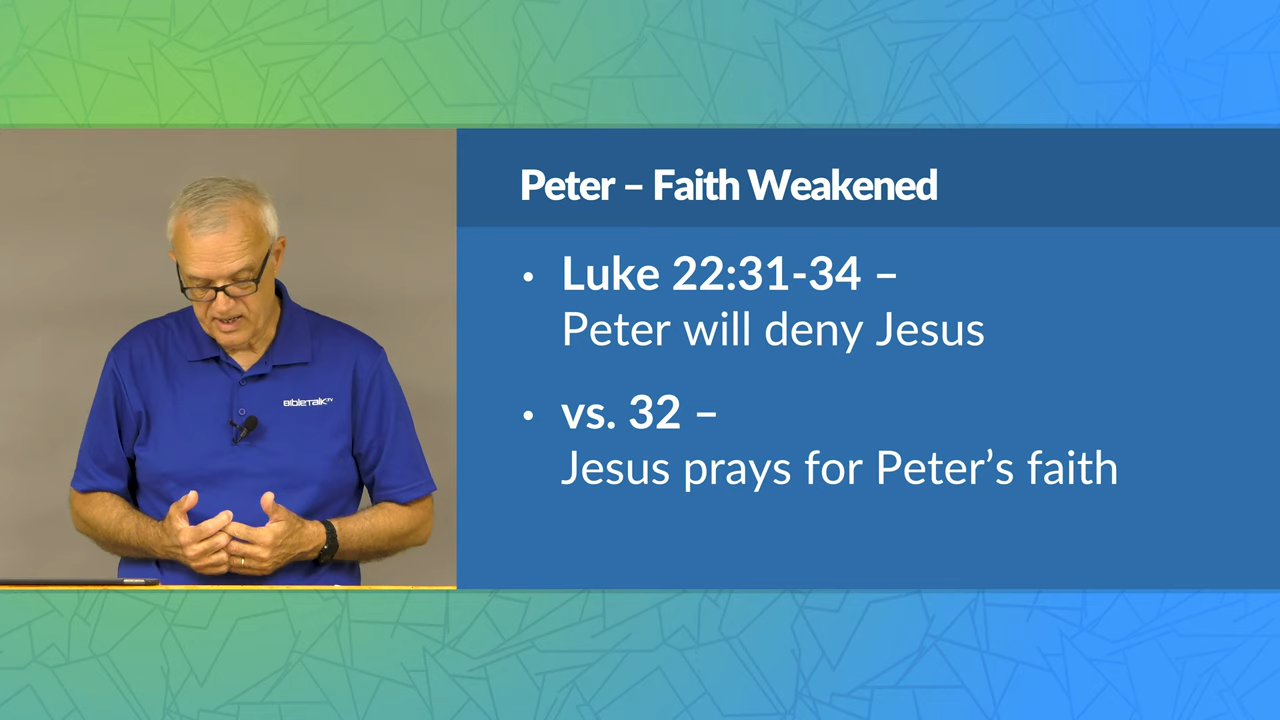 Peter – Faith Weakened
• Luke 22:31-34 –
Peter will deny Jesus
• vs. 32 –
Jesus prays for Peter’s faith
BibleTalk TV